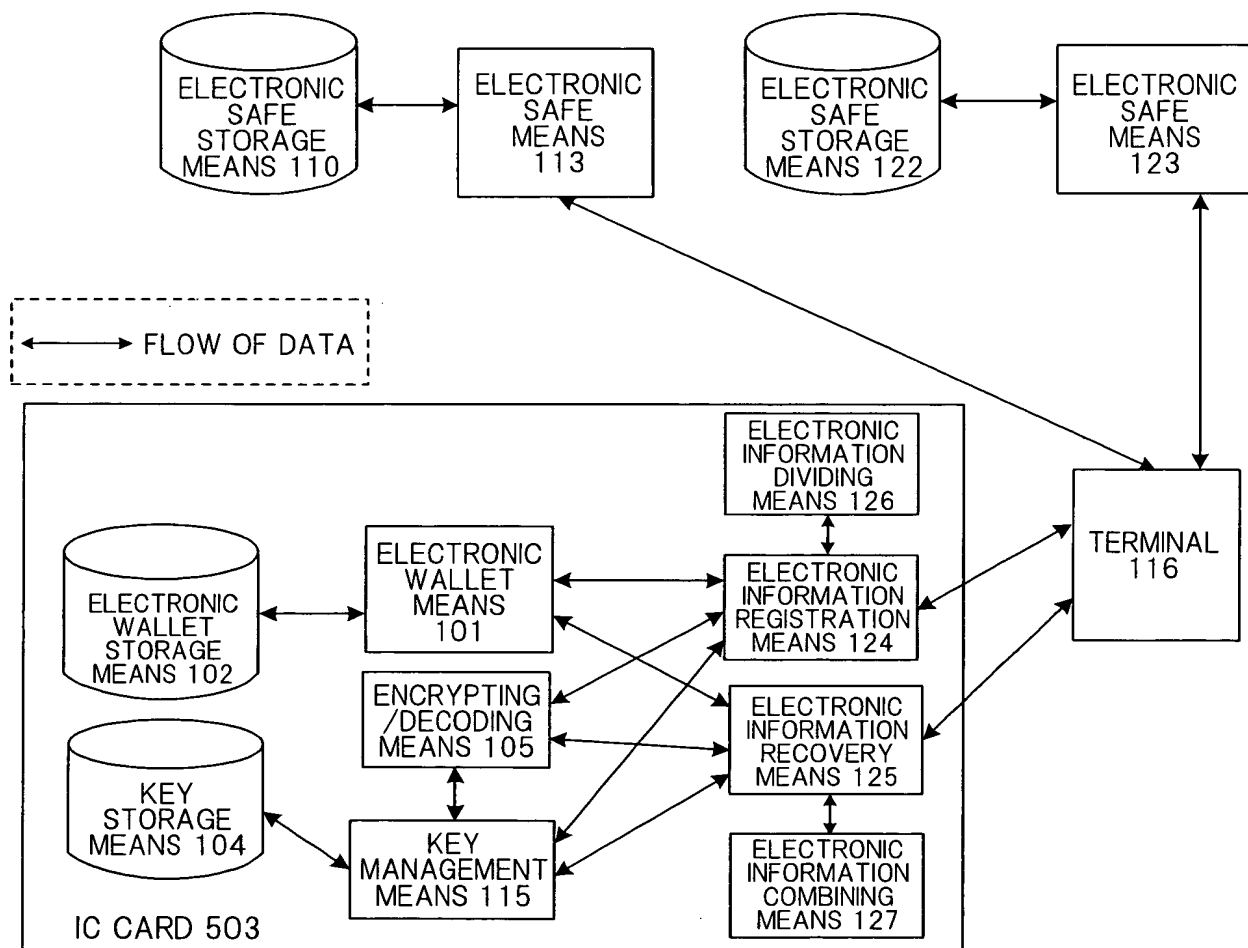 ELECTRONIC
SAFE
STORAGE
MEANS 110
ELECTRONIC
SAFE
MEANS
113
ELECTRONIC
SAFE
STORAGE
MEANS 122
ELECTRONIC
SAFE
MEANS
123
FLOW OF DATA
ELECTRONIC
INFORMATION
DIVIDING
MEANS 126
ELECTRONIC
WALLET
STORAGE
MEANS 102
ELECTRONIC
WALLET
MEANS
101
ELECTRONIC
INFORMATION
REGISTRATION
MEANS 124
TERMINAL
116
ENCRYPTING
/DECODING
MEANS 105
ELECTRONIC
INFORMATION
RECOVERY
MEANS 125
KEY
STORAGE
MEANS 104
KEY
MANAGEMENT
MEANS 115
ELECTRONIC
INFORMATION
COMBINING
MEANS 127
IC CARD 503